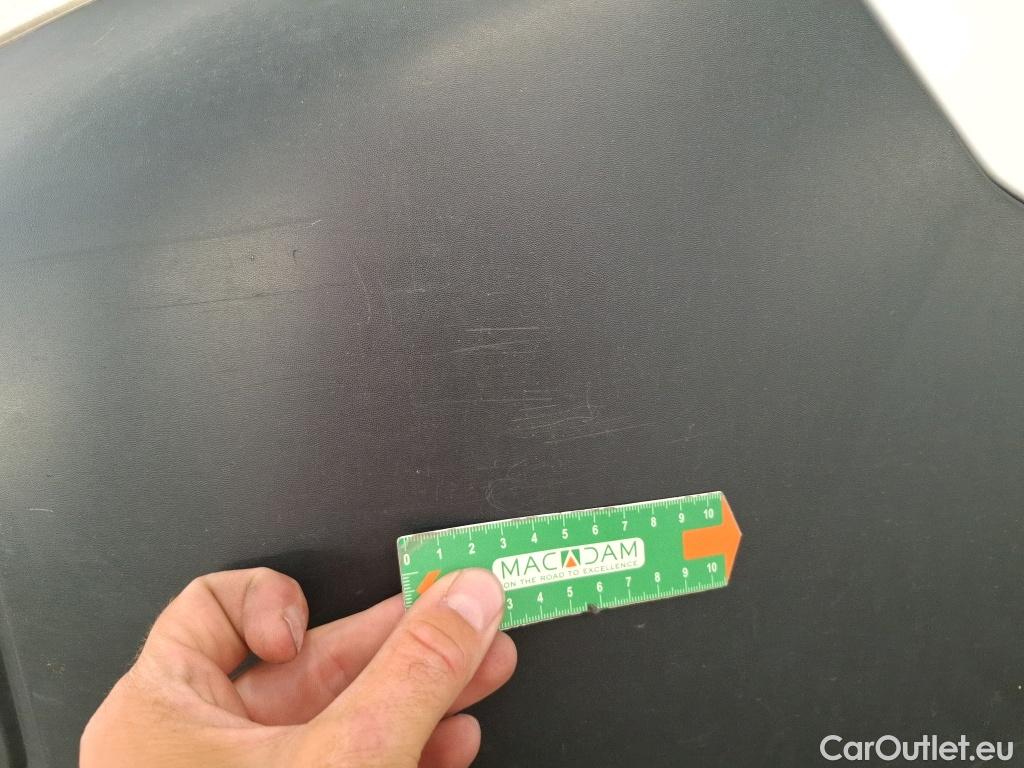 0 1 2 3 4 5 6 7 8 9 10
MACADAM
ON THE ROAD TO EXCELLENCE
3 4 5 6 7 8 9 10
CarOutlet.eu